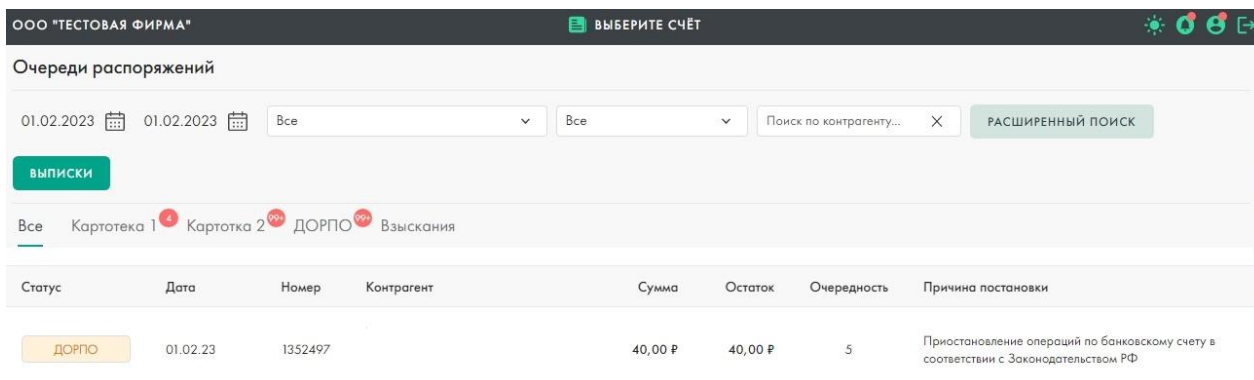 ООО "ТЕСТОВАЯ ФИРМА" ВЫБЕРИТЕ СЧЁТ
Очереди распоряжений
01.02.2023 01.02.2023 Все Все Поиск по контрагенту... РАСШИРЕННЫЙ ПОИСК
ВЫПИСКИ
Все Картотека 1 4 Картотка 2 99+ ДОРПО 99+ Взыскания
Статус Дата Номер Контрагент Сумма Остаток Очередность Причина постановки
ДОРПО 01.02.23 1352497 40,00 ₽ 40,00 ₽ 5 Приостановление операций по банковскому счету в
соответствии с Законодательством РФ